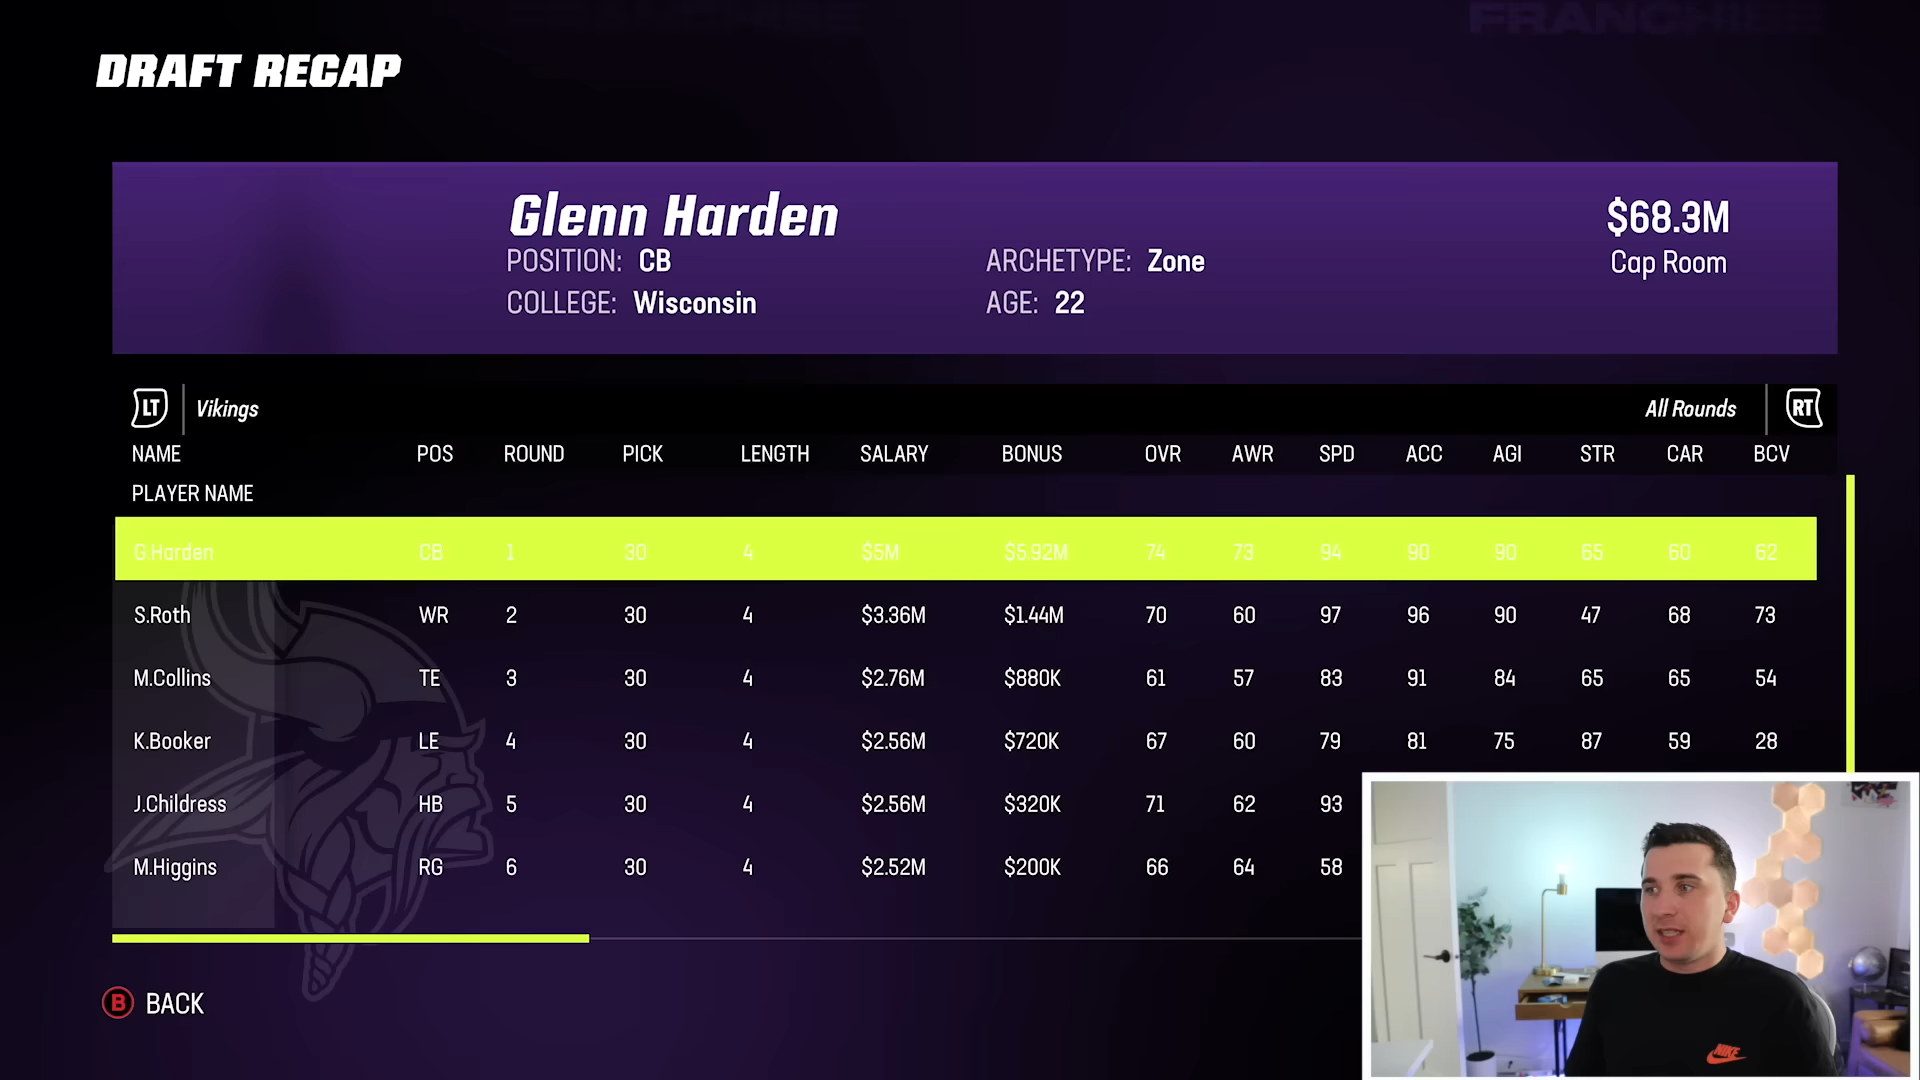 FRANCHISE
DRAFT RECAP
Glenn Harden
POSITION: CB
ARCHETYPE: Zone
COLLEGE: Wisconsin
AGE: 22
$68.3M
Cap Room
LT Vikings All Rounds RT
NAME POS ROUND PICK LENGTH SALARY BONUS OVR AWR SPD ACC AGI STR CAR BCV
PLAYER NAME
G.Harden CB 1 30 4 $5M $5.92M 74 73 94 90 90 65 60 62
S.Roth WR 2 30 4 $3.36M $1.44M 70 60 97 96 90 47 68 73
M.Collins TE 3 30 4 $2.76M $880K 61 57 83 91 84 65 65 54
K.Booker LE 4 30 4 $2.56M $720K 67 60 79 81 75 87 59 28
J.Childress HB 5 30 4 $2.56M $320K 71 62 93
M.Higgins RG 6 30 4 $2.52M $200K 66 64 58
B BACK
NIKE